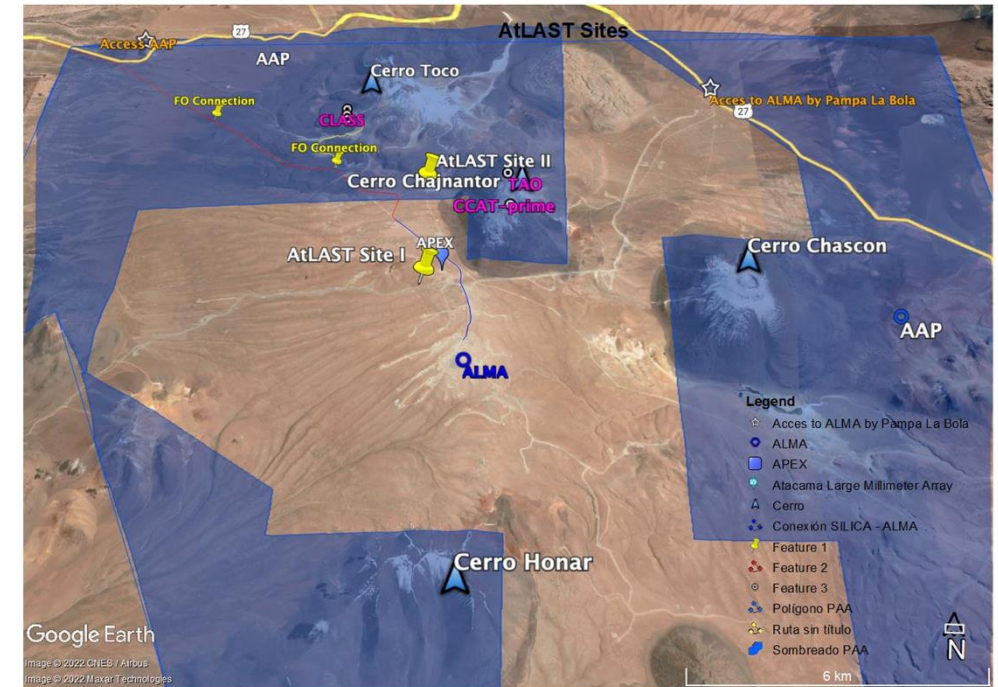 AtLAST Sites
27
Access AAP
AAP
Cerro Toco
FO Connection
Acces to ALMA by Pampa La Bola
27
CLASS
FO Connection
AtLAST Site II
Cerro Chajnantor
TAO
CCAT-prime
APEX
AtLAST Site I
Cerro Chascon
AAP
ALMA
Legend
Acces to ALMA by Pampa La Bola
ALMA
APEX
Atacama Large Millimeter Array
Cerro
Conexión SILICA - ALMA
Feature 1
Feature 2
Feature 3
Polígono PAA
Ruta sin título
Sombreado PAA
Cerro Honar
Google Earth
Image © 2022 CNES / Airbus
Image © 2022 Maxar Technologies
N
6 km